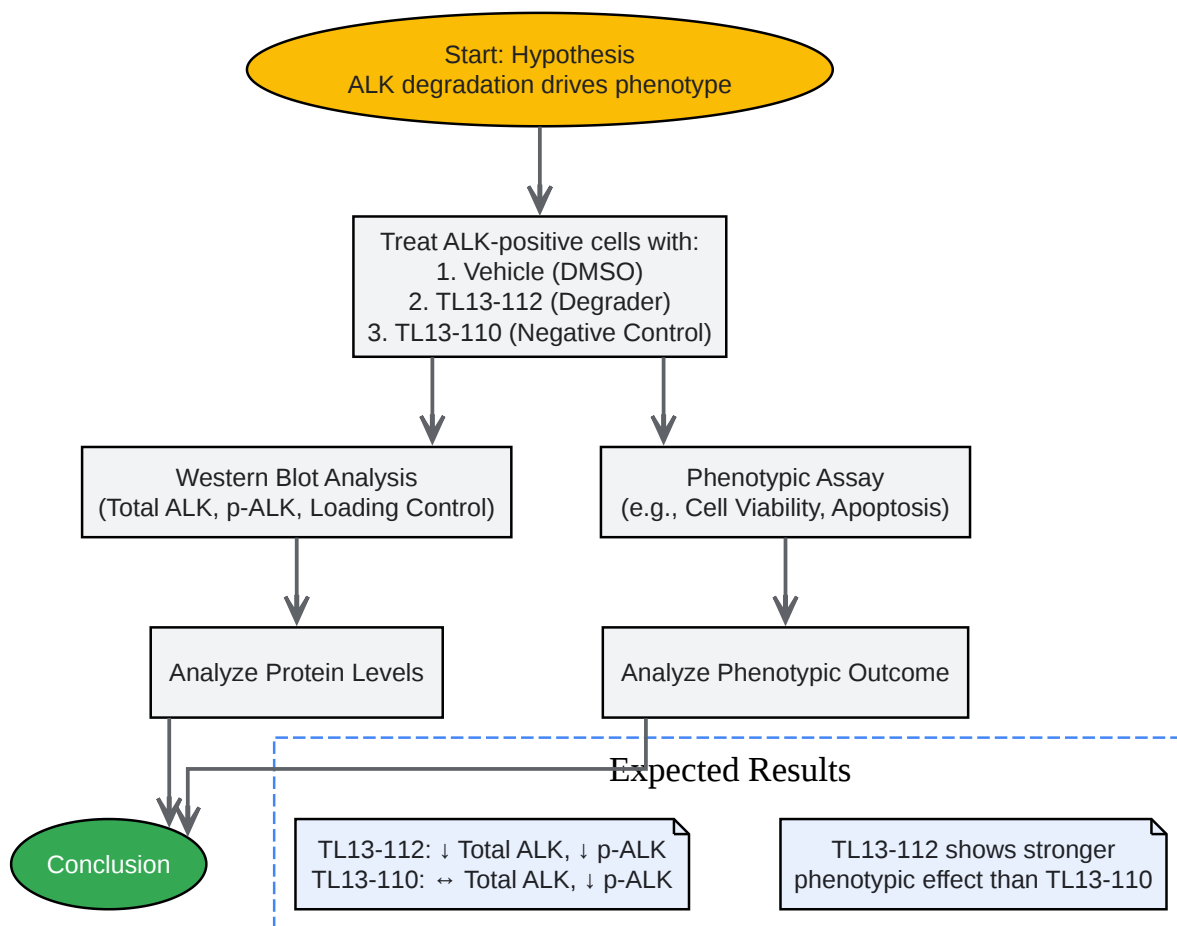 Start: Hypothesis
ALK degradation drives phenotype
Treat ALK-positive cells with:
1. Vehicle (DMSO)
2. TL13-112 (Degrader)
3. TL13-110 (Negative Control)
Western Blot Analysis
(Total ALK, p-ALK, Loading Control)
Phenotypic Assay
(e.g., Cell Viability, Apoptosis)
Analyze Protein Levels
Analyze Phenotypic Outcome
Expected Results
Conclusion
TL13-112: ↓ Total ALK, ↓ p-ALK
TL13-110: ↔ Total ALK, ↓ p-ALK
TL13-112 shows stronger
phenotypic effect than TL13-110